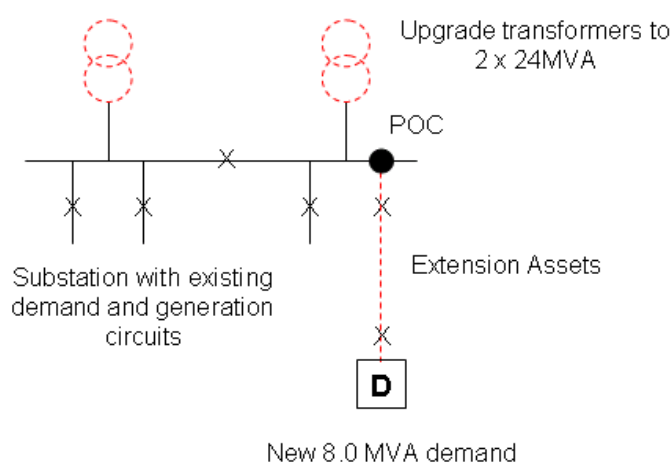 Upgrade transformers to
2 x 24MVA
POC
Extension Assets
Substation with existing
demand and generation
circuits
D
New 8.0 MVA demand